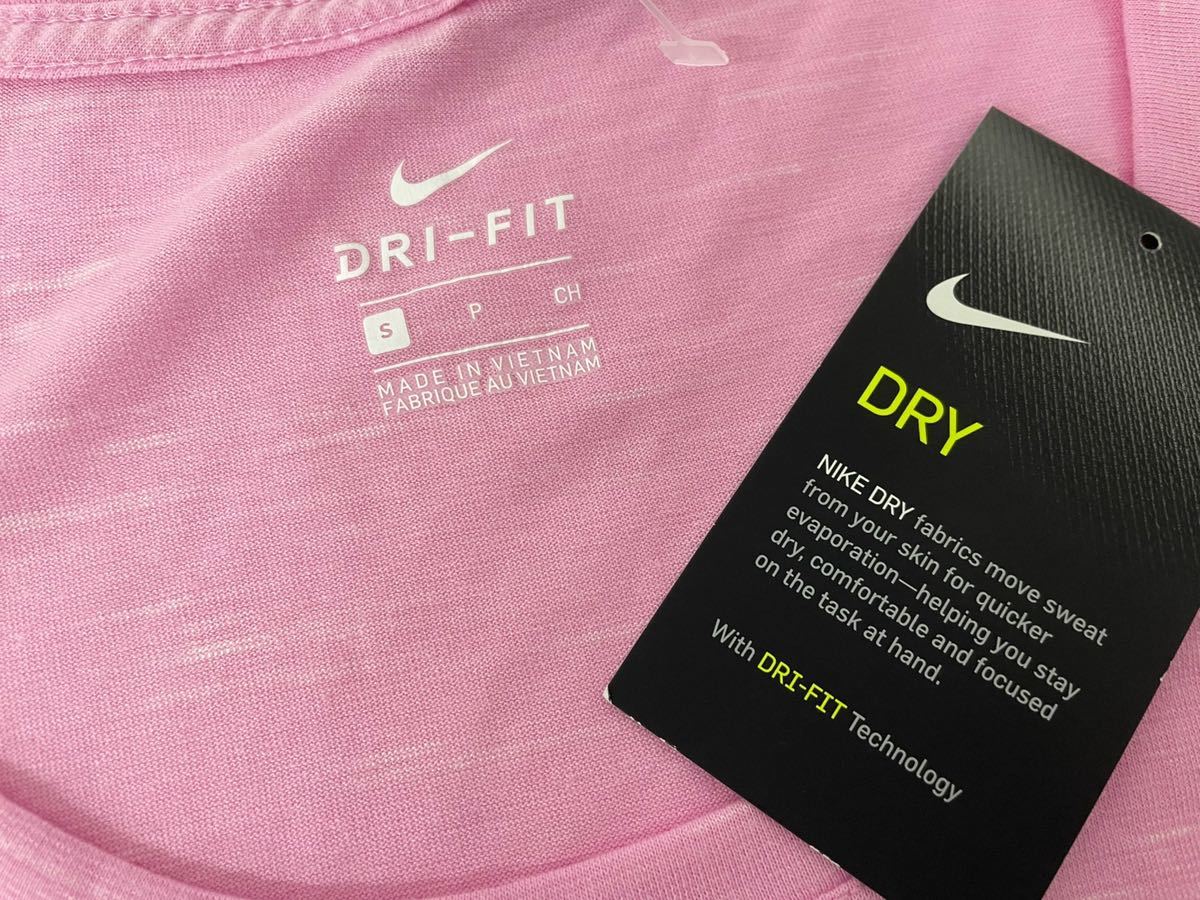 DRI-FIT
S P CH
MADE IN VIETNAM
FABRIQUE AU VIETNAM
DRY
NIKE DRY fabrics move sweat
from your skin for quicker
evaporation—helping you stay
dry, comfortable and focused
on the task at hand.
With DRI-FIT Technology